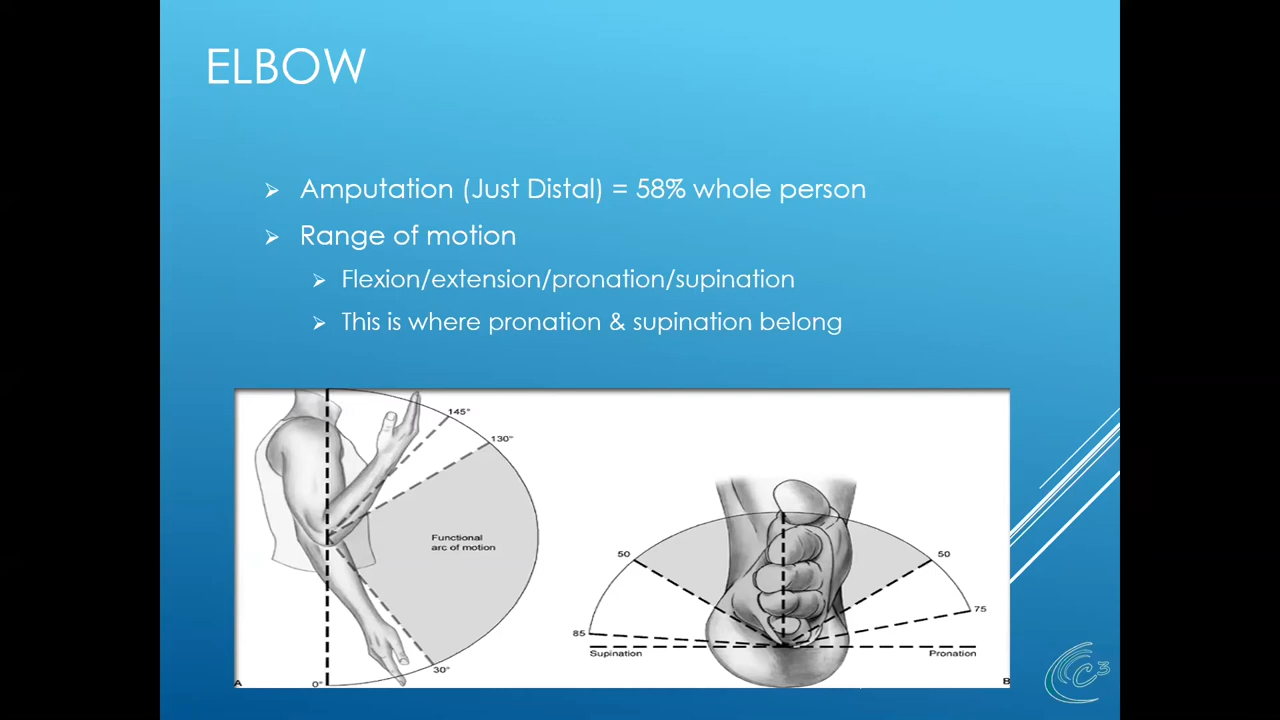 ELBOW
Amputation (Just Distal) = 58% whole person
Range of motion
Flexion/extension/pronation/supination
This is where pronation & supination belong
145°
130°
Functional
arc of motion
30°
0°
A
50
50
75
85
Supination
Pronation
B
C3